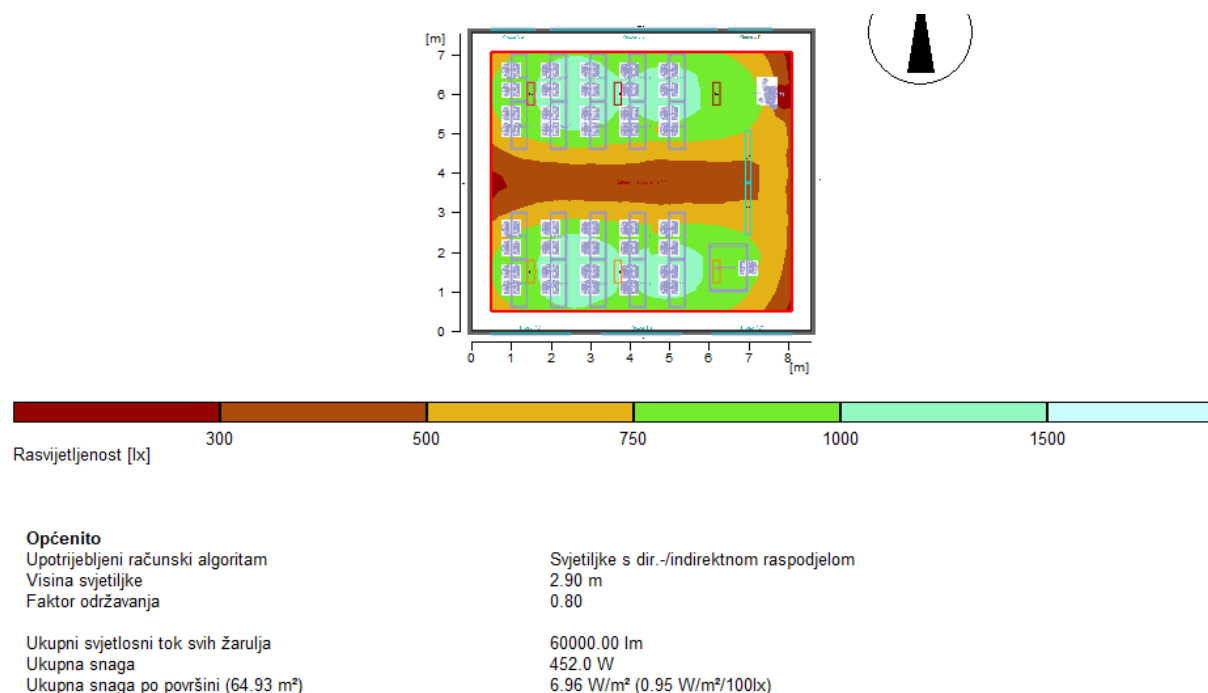 [m]
7
6
5
4
3
2
1
0
0 1 2 3 4 5 6 7 8
[m]
300 500 750 1000 1500
Rasvijetljenost [lx]
Općenito
Upotrijebljeni računski algoritam Svjetiljke s dir.-/indirektnom raspodjelom
Visina svjetiljke 2.90 m
Faktor održavanja 0.80
Ukupni svjetlosni tok svih žarulja 60000.00 lm
Ukupna snaga 452.0 W
Ukupna snaga po površini (64.93 m²) 6.96 W/m² (0.95 W/m²/100lx)